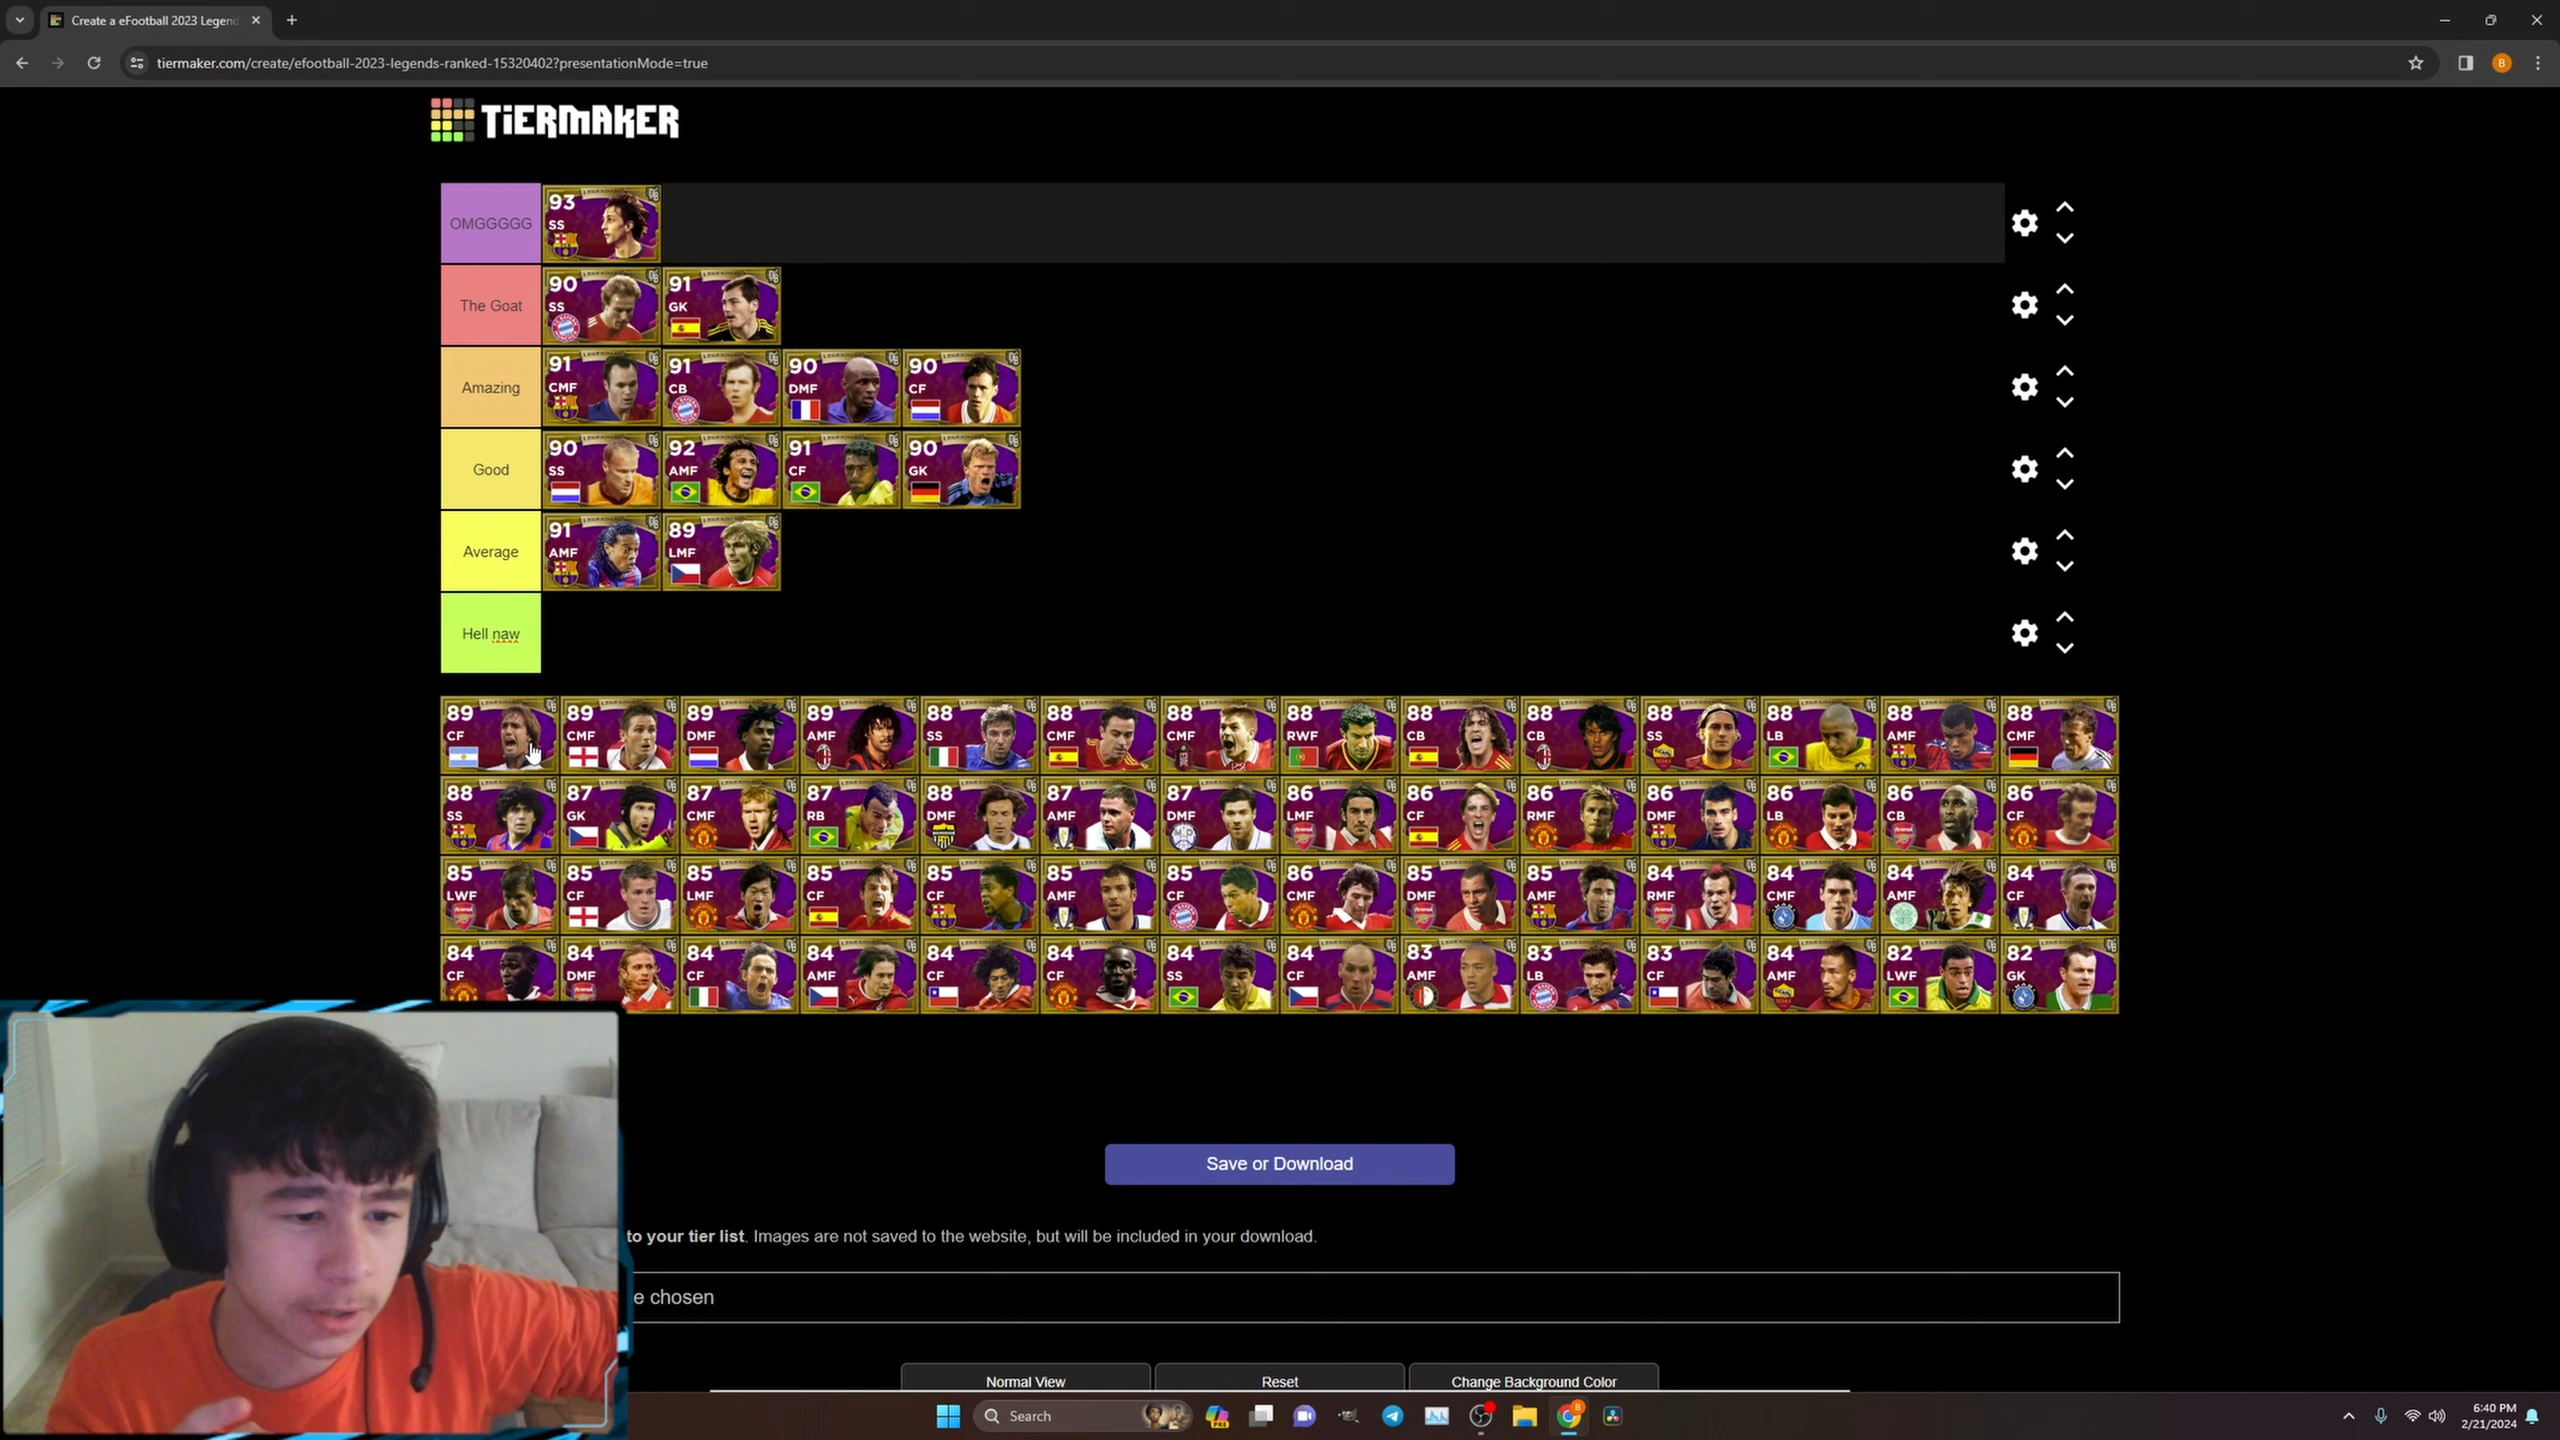 Create a eFootball 2023 Legend
tiermaker.com/create/efootball-2023-legends-ranked-15320402?presentationMode=true
B
TiERMAKER
OMGGGGG
93
SS
The Goat
90
SS
91
GK
Amazing
91
CMF
91
CB
90
DMF
90
CF
Good
90
SS
92
AMF
91
CF
90
GK
Average
91
AMF
89
LMF
Hell naw
89 89 89 89 88 88 88 88 88 88 88 88 88 88
CF CMF DMF AMF SS CMF CMF RWF CB CB SS LB AMF CMF
88 87 87 87 88 87 87 86 86 86 86 86 86 86
SS GK CMF RB DMF AMF DMF LMF CF RMF DMF LB CB CF
85 85 85 85 85 85 85 86 85 85 84 84 84 84
LWF CF LMF CF CF AMF CF CMF DMF AMF RMF CMF AMF CF
84 84 84 84 84 84 84 84 83 83 83 84 82 82
CF DMF CF AMF CF CF SS CF AMF LB CF AMF LWF GK
Save or Download
to your tier list. Images are not saved to the website, but will be included in your download.
e chosen
Normal View
Reset
Change Background Color
Search
6:40 PM
2/21/2024